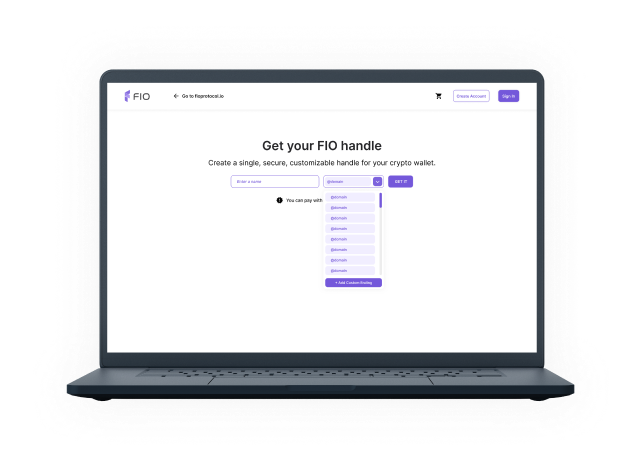 FIO
Go to fioprotocol.io
Create Account
Sign In
Get your FIO handle
Create a single, secure, customizable handle for your crypto wallet.
Enter a name
@domain
GET IT
You can pay with
@domain
@domain
@domain
@domain
@domain
@domain
@domain
@domain
+ Add Custom Ending